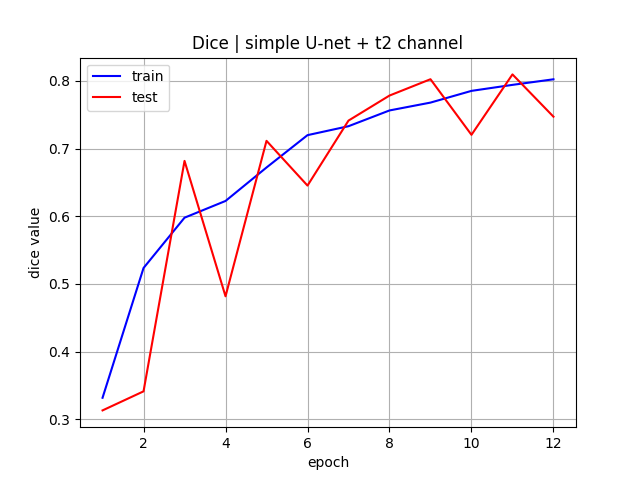 Dice | simple U-net + t2 channel
train
test
dice value
0.8
0.7
0.6
0.5
0.4
0.3
2 4 6 8 10 12
epoch